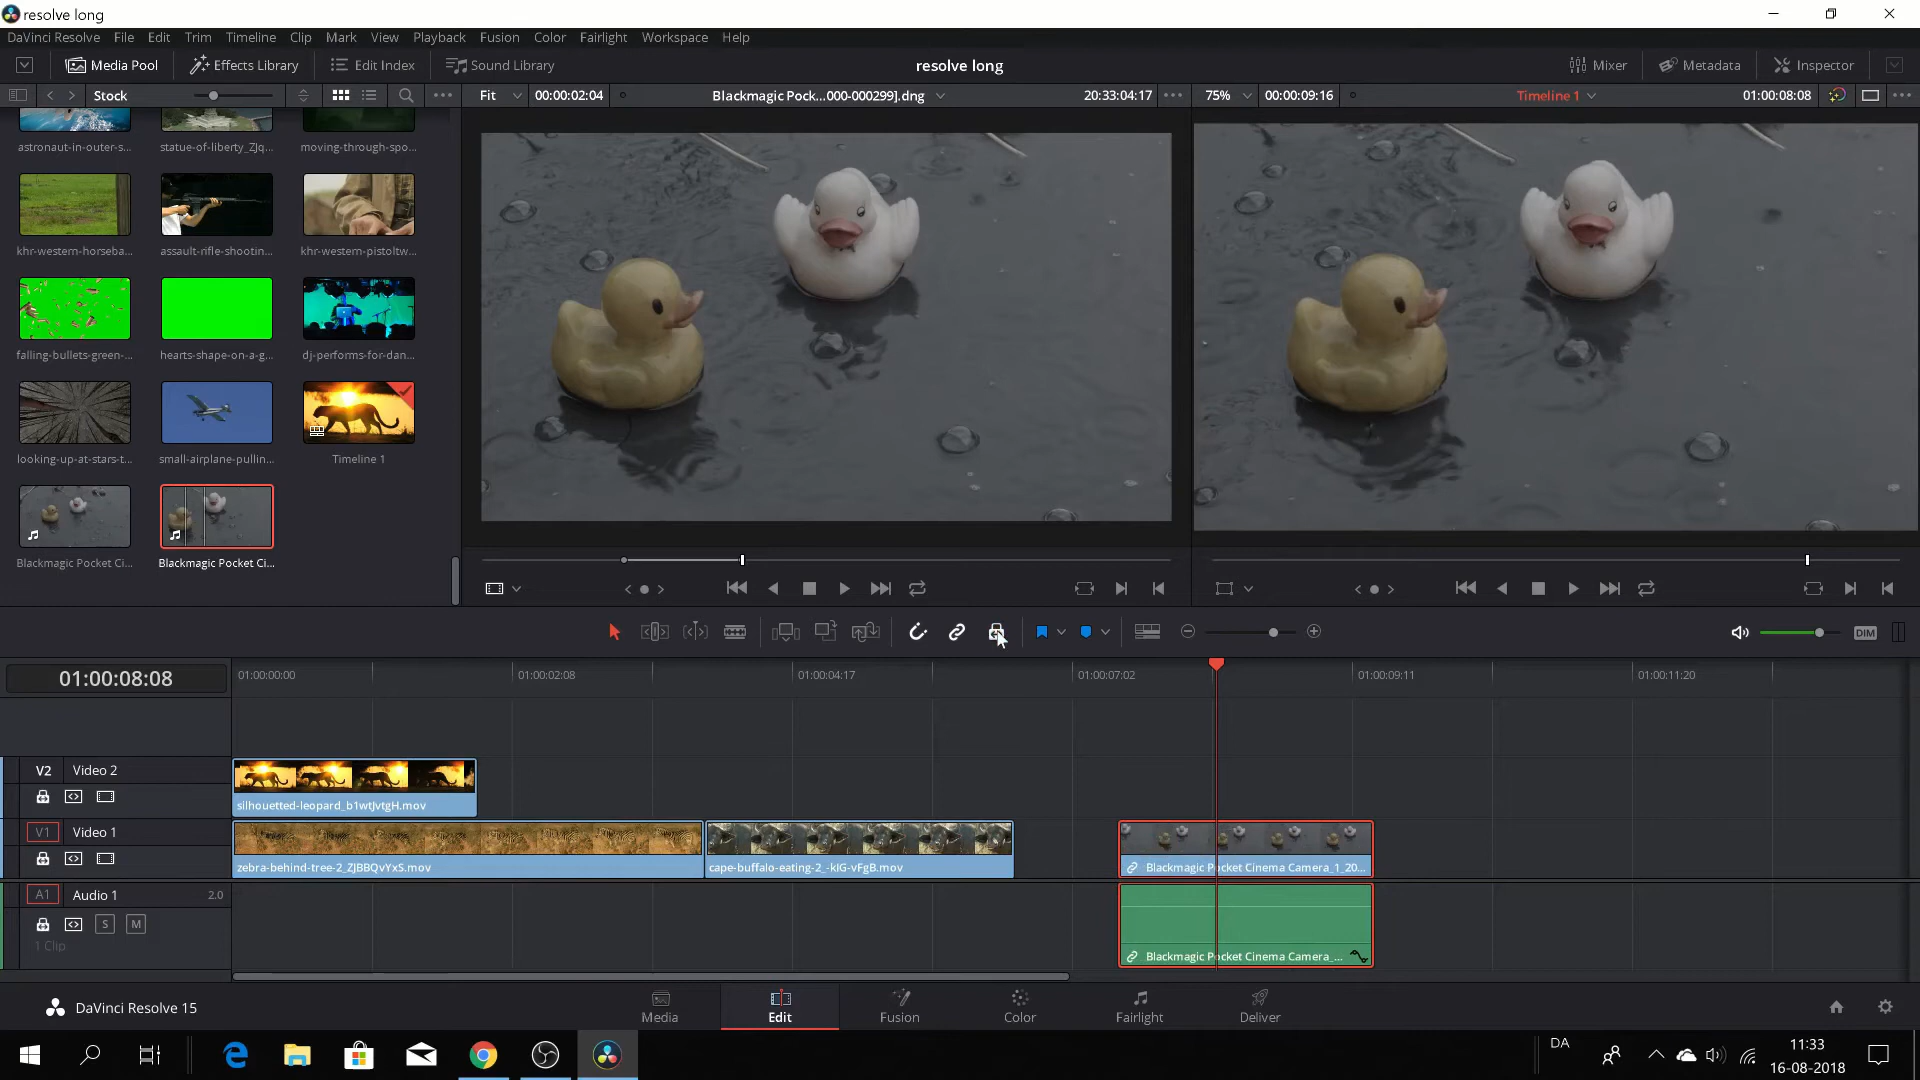 resolve long
DaVinci Resolve File Edit Trim Timeline Clip Mark View Playback Fusion Color Fairlight Workspace Help
Media Pool Effects Library Edit Index Sound Library resolve long Mixer Metadata Inspector
Stock Fit 00:00:02:04 Blackmagic Pock...000-000299].dng 20:33:04:17 75% 00:00:09:16 Timeline 1 01:00:08:08
astronaut-in-outer-s... statue-of-liberty_ZJq... moving-through-spo...
khr-western-horseba... assault-rifle-shootin... khr-western-pistoltw...
falling-bullets-green-... hearts-shape-on-a-g... dj-performs-for-dan...
looking-up-at-stars-t... small-airplane-pullin... Timeline 1
Blackmagic Pocket Ci... Blackmagic Pocket Ci...
DIM
01:00:08:08 01:00:00:00 01:00:02:08 01:00:04:17 01:00:07:02 01:00:09:11 01:00:11:20
V2 Video 2
silhouetted-leopard_b1wtJvtgH.mov
V1 Video 1
zebra-behind-tree-2_ZJBBQvYxS.mov cape-buffalo-eating-2_-kIG-vFgB.mov Blackmagic Pocket Cinema Camera_1_20...
A1 Audio 1 2.0
S M
1 Clip
Blackmagic Pocket Cinema Camera_...
DaVinci Resolve 15 Media Edit Fusion Color Fairlight Deliver
DA 11:33
16-08-2018